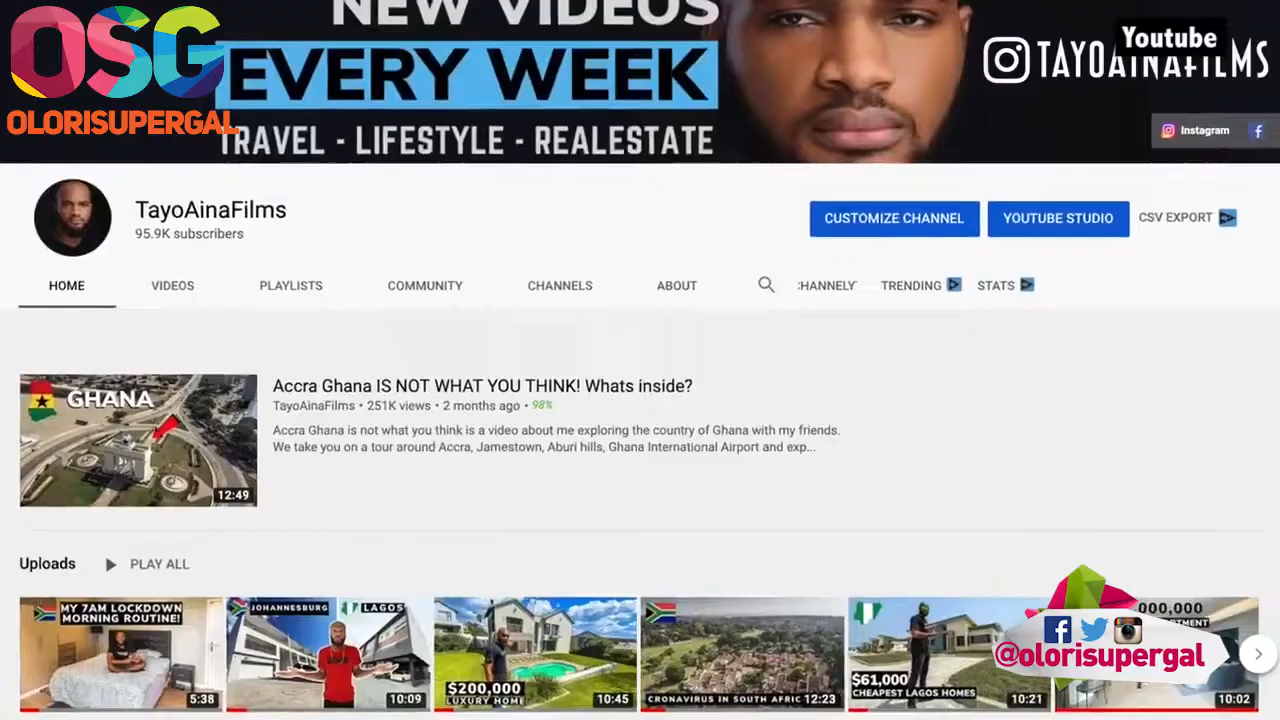 NEW VIDEOS
EVERY WEEK
TRAVEL - LIFESTYLE - REALESTATE
OSG
OLORISUPERGAL
Youtube
TAYOAINAFILMS
Instagram
TayoAinaFilms
95.9K subscribers
CUSTOMIZE CHANNEL
YOUTUBE STUDIO
CSV EXPORT
HOME
VIDEOS
PLAYLISTS
COMMUNITY
CHANNELS
ABOUT
CHANNELY
TRENDING
STATS
GHANA
12:49
Accra Ghana IS NOT WHAT YOU THINK! Whats inside?
TayoAinaFilms • 251K views • 2 months ago • 98%
Accra Ghana is not what you think is a video about me exploring the country of Ghana with my friends.
We take you on a tour around Accra, Jamestown, Aburi hills, Ghana International Airport and exp...
Uploads
PLAY ALL
MY 7AM LOCKDOWN
MORNING ROUTINE!
5:38
JOHANNESBURG
LAGOS
10:09
$200,000
LUXURY HOME
10:45
CRONAVIRUS IN SOUTH AFRIC
12:23
$61,000
CHEAPEST LAGOS HOMES
10:21
000,000
10:02
@olorisupergal